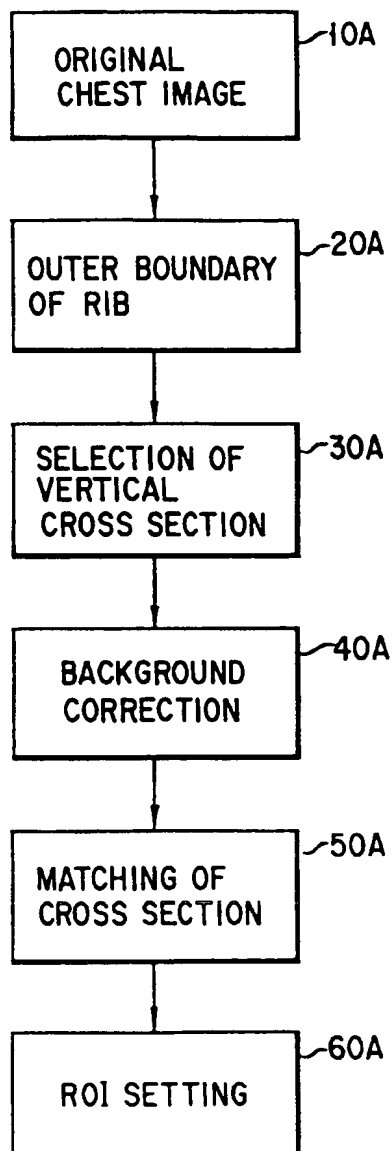 10A
ORIGINAL
CHEST IMAGE
20A
OUTER BOUNDARY
OF RIB
30A
SELECTION OF
VERTICAL
CROSS SECTION
40A
BACKGROUND
CORRECTION
50A
MATCHING OF
CROSS SECTION
60A
ROI SETTING